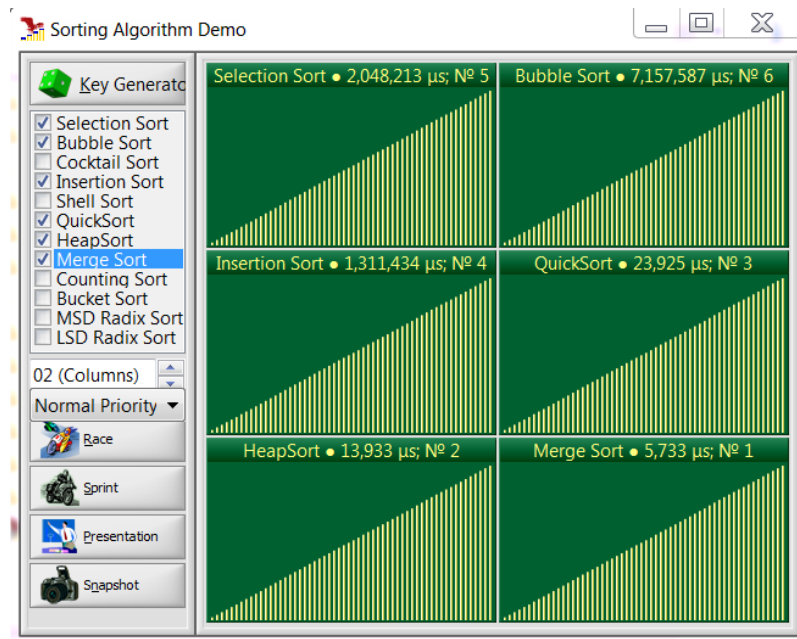 Sorting Algorithm Demo
Key Generato
Selection Sort
Bubble Sort
Cocktail Sort
Insertion Sort
Shell Sort
QuickSort
HeapSort
Merge Sort
Counting Sort
Bucket Sort
MSD Radix Sort
LSD Radix Sort
02 (Columns)
Normal Priority
Race
Sprint
Presentation
Snapshot
Selection Sort ● 2,048,213 µs; Nº 5
Bubble Sort ● 7,157,587 µs; Nº 6
Insertion Sort ● 1,311,434 µs; Nº 4
QuickSort ● 23,925 µs; Nº 3
HeapSort ● 13,933 µs; Nº 2
Merge Sort ● 5,733 µs; Nº 1